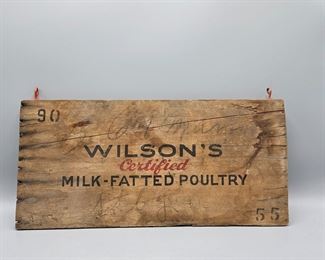 90
WILSON'S
Certified
MILK-FATTED POULTRY
55